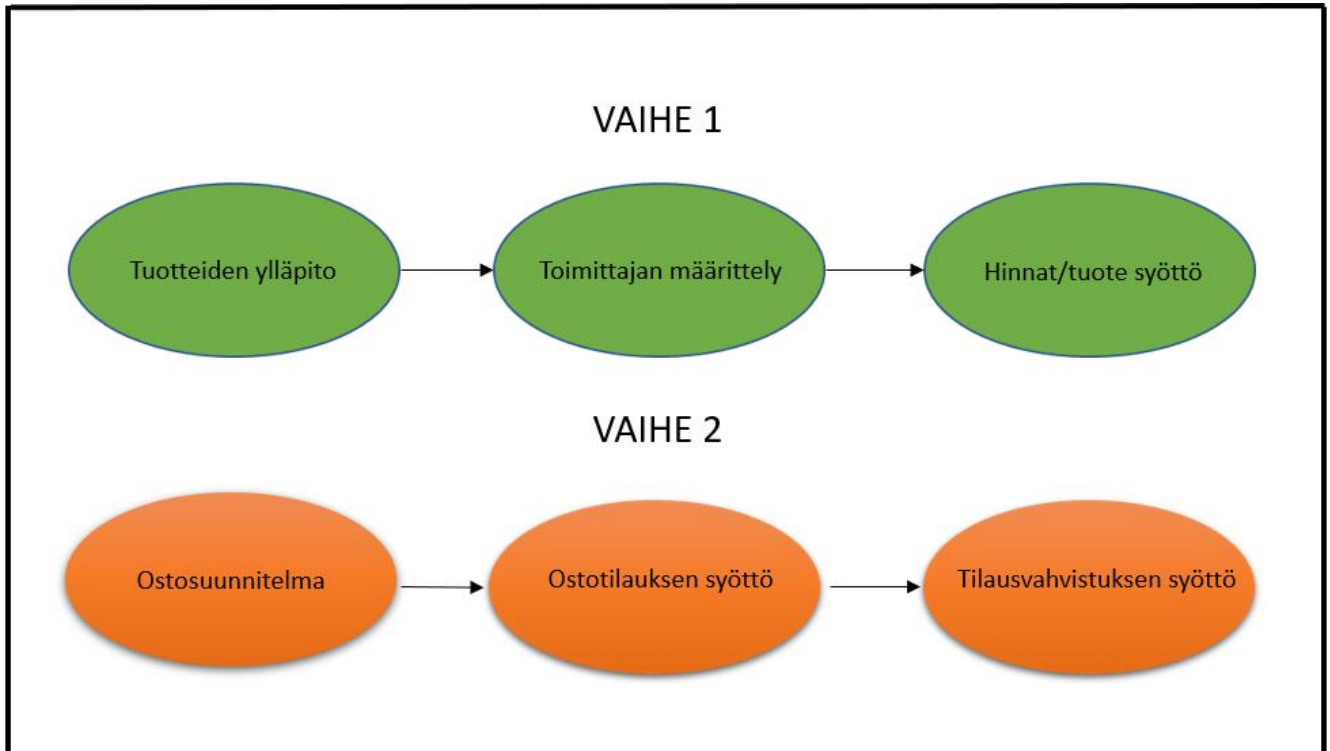 VAIHE 1
Tuotteiden ylläpito
Toimittajan määrittely
Hinnat/tuote syöttö
VAIHE 2
Ostosuunnitelma
Ostotilauksen syöttö
Tilausvahvistuksen syöttö